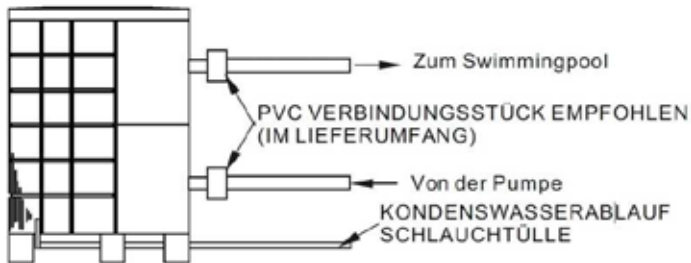 Zum Swimmingpool
PVC VERBINDUNGSSTÜCK EMPFOHLEN
(IM LIEFERUMFANG)
Von der Pumpe
KONDENSWASSERABLAUF
SCHLAUCHTÜLLE